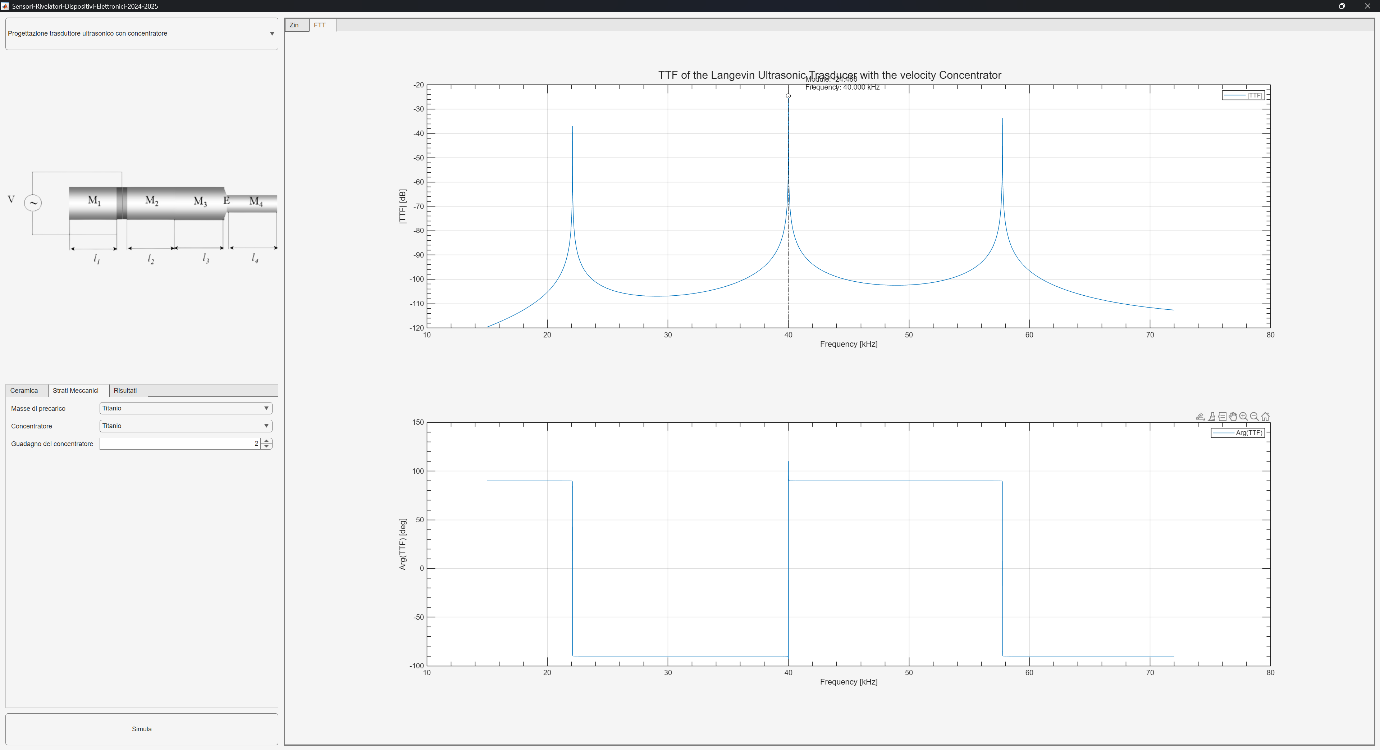 Sensori-Rivelatori-Dispositivi-Elettronici-2024-2025
Progettazione trasduttore ultrasonico con concentratore
V
~
M1
M2
M3
E
M4
l1
l2
l3
l4
Ceramica
Strati Meccanici
Risultati
Masse di precarico
Titanio
Concentratore
Titanio
Guadagno del concentratore
2
Simula
Zin
FTT
TTF of the Langevin Ultrasonic Trasducer with the velocity Concentrator
Frequency: 40.000 kHz
|TTF|
|TTF| [dB]
-20
-30
-40
-50
-60
-70
-80
-90
-100
-110
-120
10 20 30 40 50 60 70 80
Frequency [kHz]
Arg(TTF)
Arg(TTF) [deg]
150
100
50
0
-50
-100
10 20 30 40 50 60 70 80
Frequency [kHz]